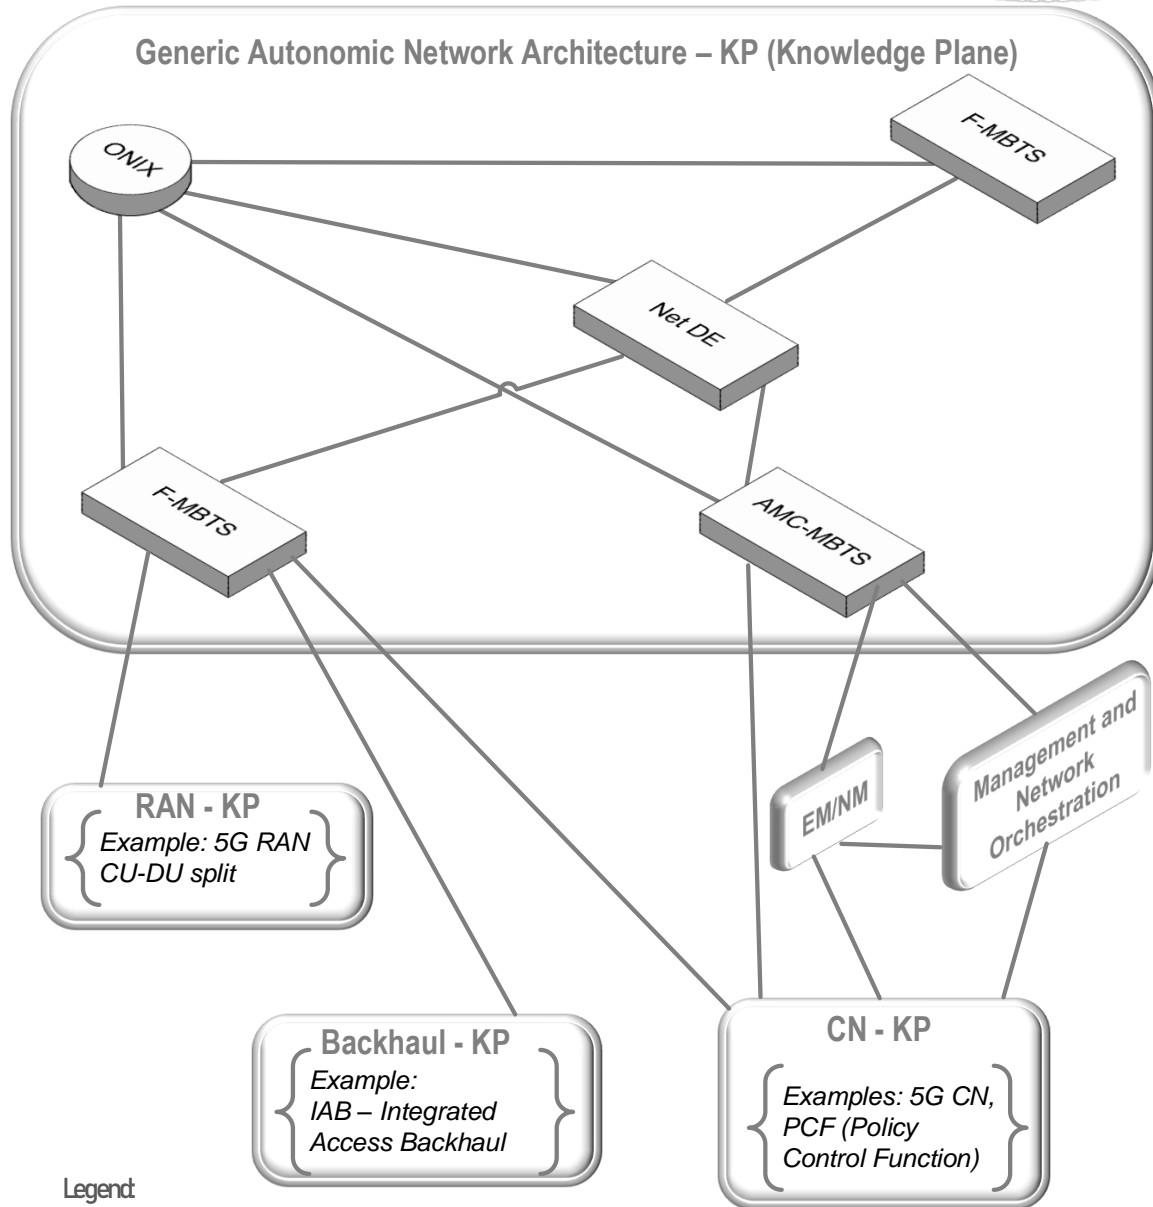 Generic Autonomic Network Architecture – KP (Knowledge Plane)
ONIX
F-MBTS
Net DE
F-MBTS
AMC-MBTS
Management and
Network
Orchestration
EM/NM
RAN - KP
Example: 5G RAN
CU-DU split
Backhaul - KP
Example:
IAB – Integrated
Access Backhaul
CN - KP
Examples: 5G CN,
PCF (Policy
Control Function)
Legend: